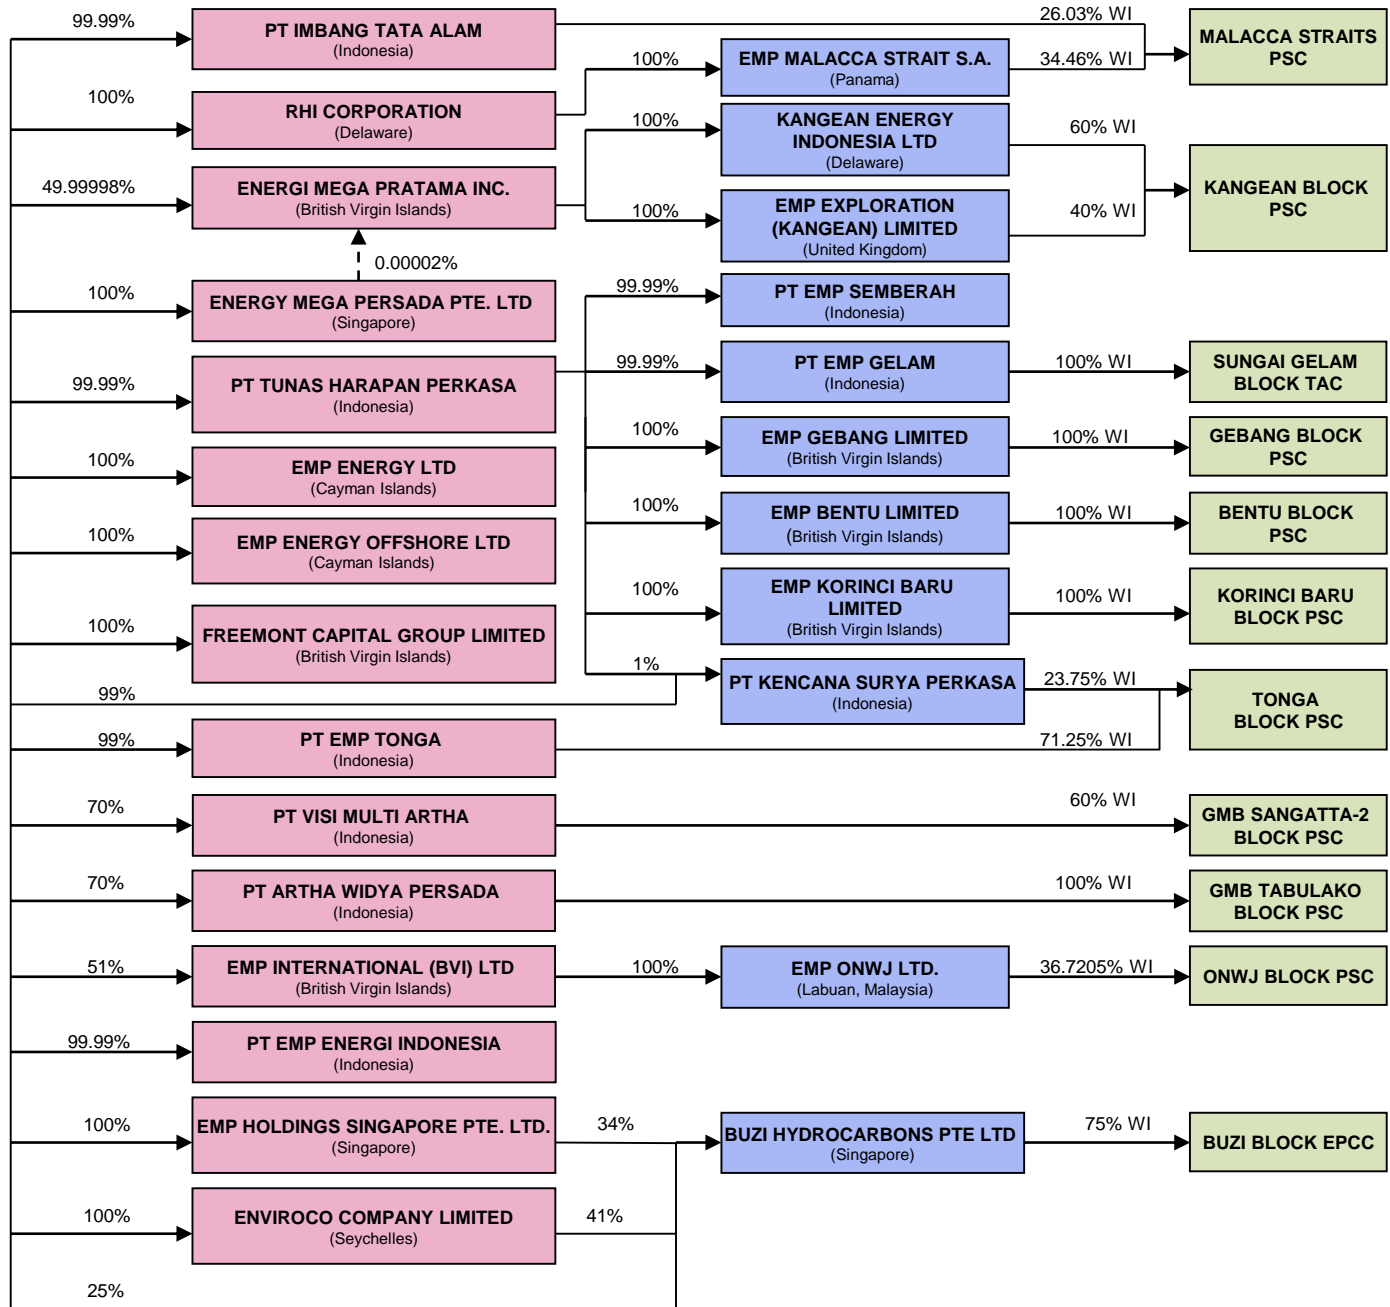 99.99%
PT IMBANG TATA ALAM
(Indonesia)
26.03% WI
MALACCA STRAITS
PSC
100%
EMP MALACCA STRAIT S.A.
(Panama)
34.46% WI
100%
RHI CORPORATION
(Delaware)
100%
KANGEAN ENERGY
INDONESIA LTD
(Delaware)
60% WI
KANGEAN BLOCK
PSC
49.99998%
ENERGI MEGA PRATAMA INC.
(British Virgin Islands)
100%
EMP EXPLORATION
(KANGEAN) LIMITED
(United Kingdom)
40% WI
0.00002%
100%
ENERGY MEGA PERSADA PTE. LTD
(Singapore)
99.99%
PT EMP SEMBERAH
(Indonesia)
99.99%
PT TUNAS HARAPAN PERKASA
(Indonesia)
99.99%
PT EMP GELAM
(Indonesia)
100% WI
SUNGAI GELAM
BLOCK TAC
100%
EMP ENERGY LTD
(Cayman Islands)
100%
EMP GEBANG LIMITED
(British Virgin Islands)
100% WI
GEBANG BLOCK
PSC
100%
EMP ENERGY OFFSHORE LTD
(Cayman Islands)
100%
EMP BENTU LIMITED
(British Virgin Islands)
100% WI
BENTU BLOCK
PSC
100%
FREEMONT CAPITAL GROUP LIMITED
(British Virgin Islands)
100%
EMP KORINCI BARU
LIMITED
(British Virgin Islands)
100% WI
KORINCI BARU
BLOCK PSC
99%
1%
PT KENCANA SURYA PERKASA
(Indonesia)
23.75% WI
TONGA
BLOCK PSC
99%
PT EMP TONGA
(Indonesia)
71.25% WI
70%
PT VISI MULTI ARTHA
(Indonesia)
60% WI
GMB SANGATTA-2
BLOCK PSC
70%
PT ARTHA WIDYA PERSADA
(Indonesia)
100% WI
GMB TABULAKO
BLOCK PSC
51%
EMP INTERNATIONAL (BVI) LTD
(British Virgin Islands)
100%
EMP ONWJ LTD.
(Labuan, Malaysia)
36.7205% WI
ONWJ BLOCK PSC
99.99%
PT EMP ENERGI INDONESIA
(Indonesia)
100%
EMP HOLDINGS SINGAPORE PTE. LTD.
(Singapore)
34%
BUZI HYDROCARBONS PTE LTD
(Singapore)
75% WI
BUZI BLOCK EPCC
100%
ENVIROCO COMPANY LIMITED
(Seychelles)
41%
25%